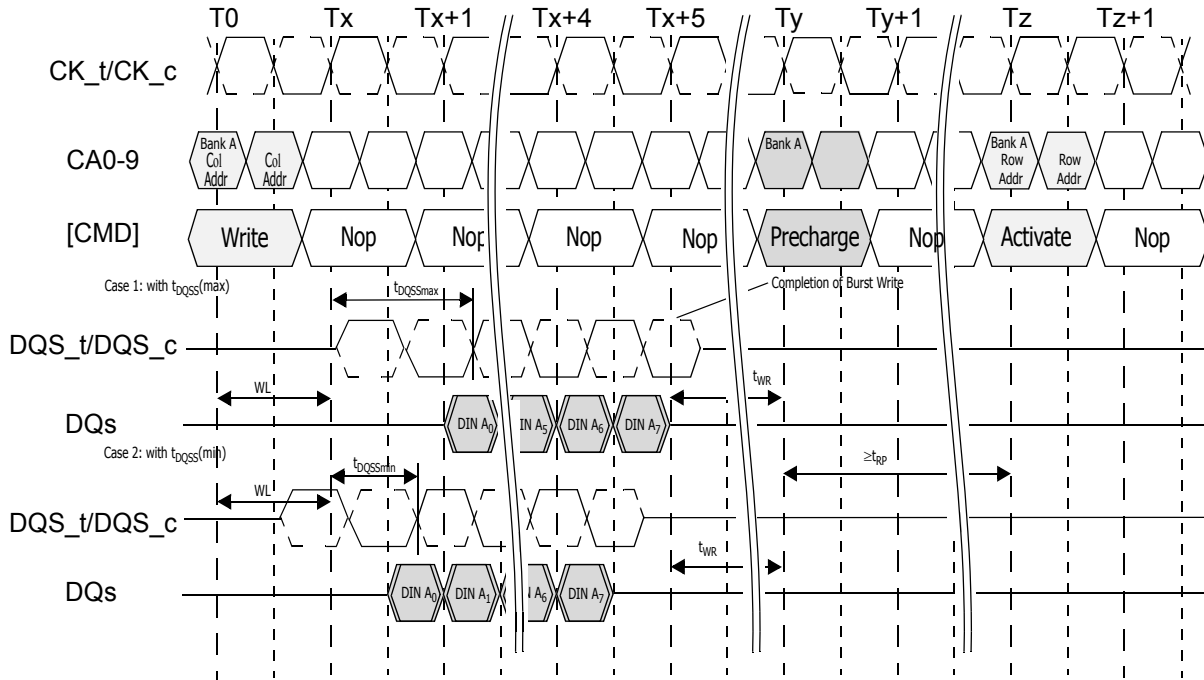 T0 Tx Tx+1 Tx+4 Tx+5 Ty Ty+1 Tz Tz+1
CK_t/CK_c
CA0-9
Bank A
Col
Addr
Col
Addr
Bank A
Bank A
Row
Addr
Row
Addr
[CMD]
Write Nop Nop Nop Nop Precharge Nop Activate Nop
Case 1: with tDQSS(max)
tDQSSmax
Completion of Burst Write
DQS_t/DQS_c
WL
tWR
DQs
DIN A0 IN A5 DIN A6 DIN A7
Case 2: with tDQSS(min)
tDQSSmin
≥tRP
WL
DQS_t/DQS_c
tWR
DQs
DIN A0 DIN A1 N A6 DIN A7